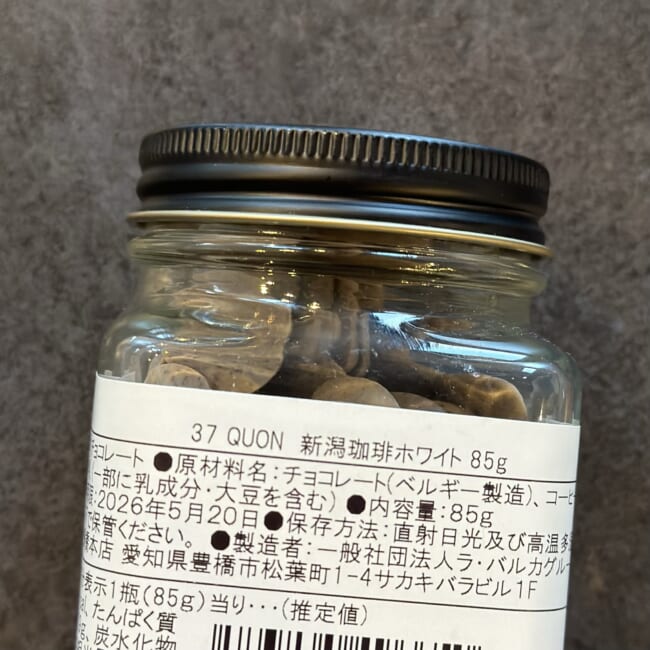 37 QUON 新潟珈琲ホワイト 85g
チョコレート ●原材料名:チョコレート(ベルギー製造)、コーヒー
(一部に乳成分・大豆を含む) ●内容量:85g
:2026年5月20日●保存方法:直射日光及び高温多
保管ください。 ●製造者:一般社団法人ラ・バルカグルー
本店 愛知県豊橋市松葉町1-4サカキバラビル1F
表示1瓶(85g)当り…(推定値)
たんぱく質
炭水化物